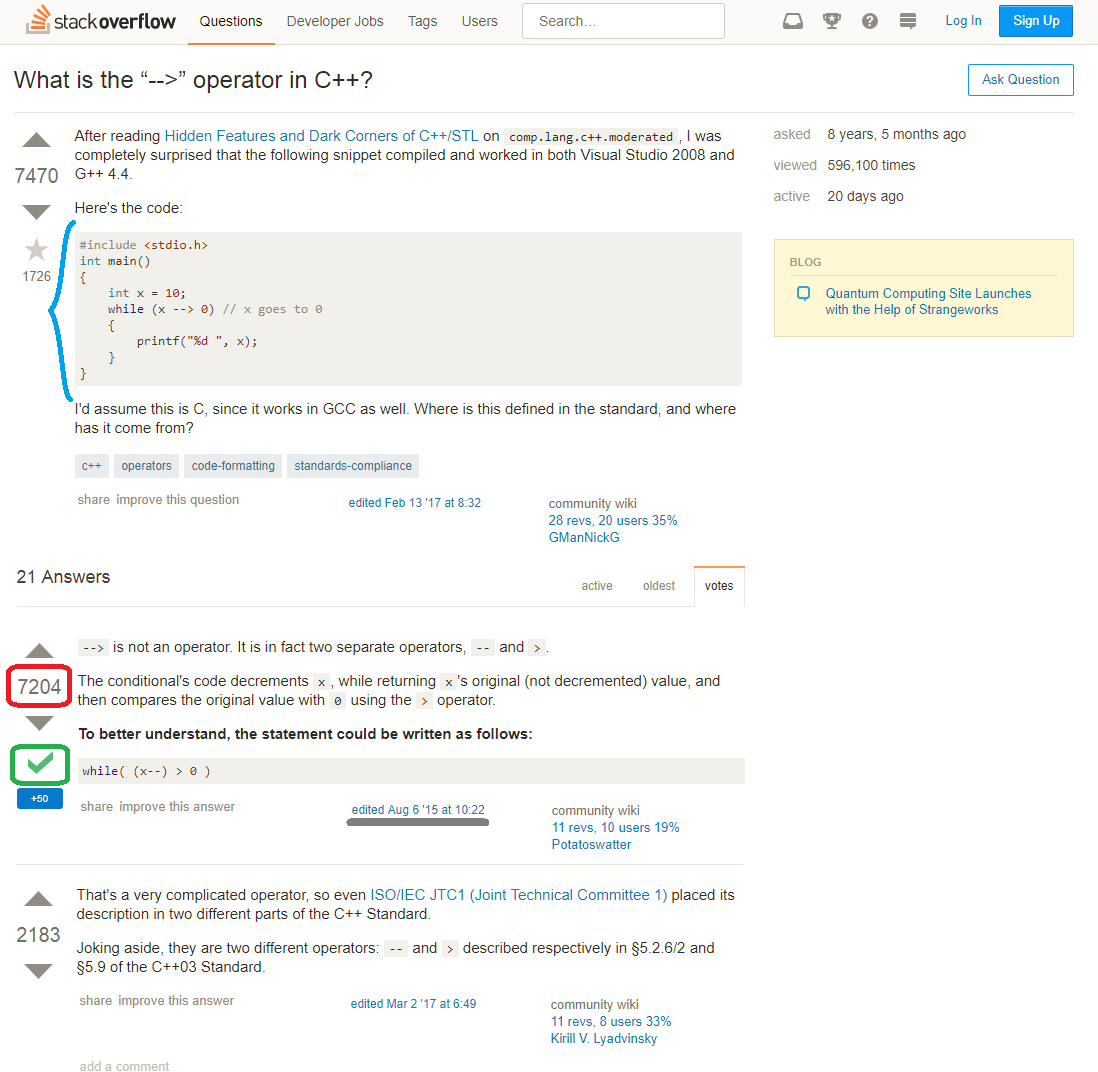 stackoverflow Questions Developer Jobs Tags Users Search... Log In Sign Up
What is the “-->” operator in C++?
Ask Question
7470
After reading Hidden Features and Dark Corners of C++/STL on comp.lang.c++.moderated, I was
completely surprised that the following snippet compiled and worked in both Visual Studio 2008 and
G++ 4.4.
Here's the code:
1726
#include <stdio.h>
int main()
{
    int x = 10;
    while (x --> 0) // x goes to 0
    {
        printf("%d ", x);
    }
}
I'd assume this is C, since it works in GCC as well. Where is this defined in the standard, and where
has it come from?
c++ operators code-formatting standards-compliance
share improve this question
edited Feb 13 '17 at 8:32
community wiki
28 revs, 20 users 35%
GManNickG
asked 8 years, 5 months ago
viewed 596,100 times
active 20 days ago
BLOG
Quantum Computing Site Launches
with the Help of Strangeworks
21 Answers
active oldest votes
7204
--> is not an operator. It is in fact two separate operators, -- and >.
The conditional's code decrements x, while returning x's original (not decremented) value, and
then compares the original value with 0 using the > operator.
To better understand, the statement could be written as follows:
while( (x--) > 0 )
+50
share improve this answer
edited Aug 6 '15 at 10:22
community wiki
11 revs, 10 users 19%
Potatoswatter
2183
That's a very complicated operator, so even ISO/IEC JTC1 (Joint Technical Committee 1) placed its
description in two different parts of the C++ Standard.
Joking aside, they are two different operators: -- and > described respectively in §5.2.6/2 and
§5.9 of the C++03 Standard.
share improve this answer
edited Mar 2 '17 at 6:49
community wiki
11 revs, 8 users 33%
Kirill V. Lyadvinsky
add a comment